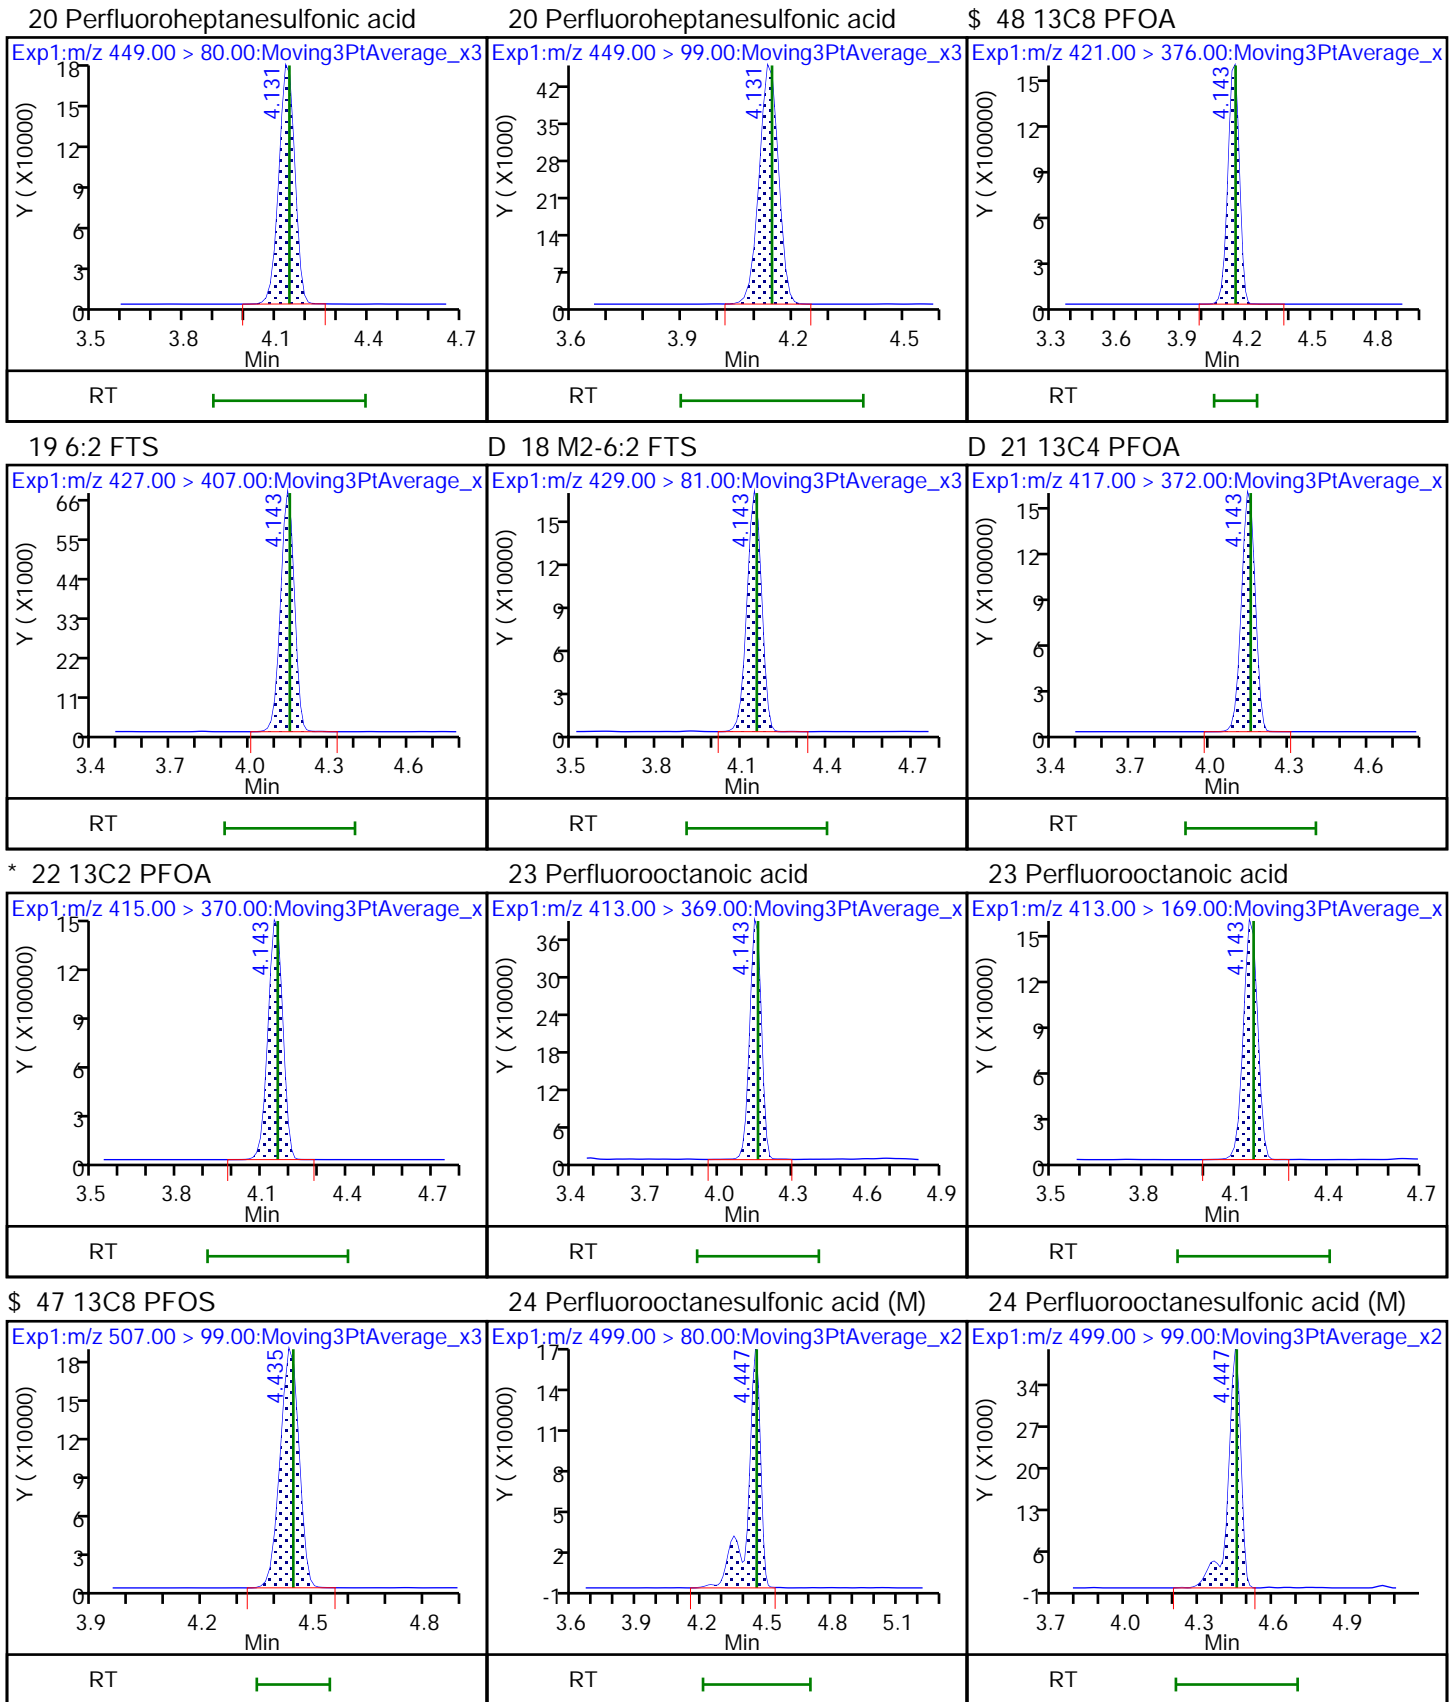 20 Perfluoroheptanesulfonic acid
Exp1:m/z 449.00 > 80.00:Moving3PtAverage_x3
4.131
Y ( X10000)
18
15
12
9
6
3
0
3.5 3.8 4.1 4.4 4.7
Min
RT
20 Perfluoroheptanesulfonic acid
Exp1:m/z 449.00 > 99.00:Moving3PtAverage_x3
4.131
Y ( X1000)
42
35
28
21
14
7
0
3.6 3.9 4.2 4.5
Min
RT
$ 48 13C8 PFOA
Exp1:m/z 421.00 > 376.00:Moving3PtAverage_x
4.143
Y ( X100000)
15
12
9
6
3
0
3.3 3.6 3.9 4.2 4.5 4.8
Min
RT
19 6:2 FTS
Exp1:m/z 427.00 > 407.00:Moving3PtAverage_x
4.143
Y ( X1000)
66
55
44
33
22
11
0
3.4 3.7 4.0 4.3 4.6
Min
RT
D 18 M2-6:2 FTS
Exp1:m/z 429.00 > 81.00:Moving3PtAverage_x3
4.143
Y ( X10000)
15
12
9
6
3
0
3.5 3.8 4.1 4.4 4.7
Min
RT
D 21 13C4 PFOA
Exp1:m/z 417.00 > 372.00:Moving3PtAverage_x
4.143
Y ( X100000)
15
12
9
6
3
0
3.4 3.7 4.0 4.3 4.6
Min
RT
* 22 13C2 PFOA
Exp1:m/z 415.00 > 370.00:Moving3PtAverage_x
4.143
Y ( X10000)
15
12
9
6
3
0
3.5 3.8 4.1 4.4 4.7
Min
RT
23 Perfluorooctanoic acid
Exp1:m/z 413.00 > 369.00:Moving3PtAverage_x
4.143
Y ( X10000)
36
30
24
18
12
6
0
3.4 3.7 4.0 4.3 4.6 4.9
Min
RT
23 Perfluorooctanoic acid
Exp1:m/z 413.00 > 169.00:Moving3PtAverage_x
4.143
Y ( X10000)
15
12
9
6
3
0
3.5 3.8 4.1 4.4 4.7
Min
RT
$ 47 13C8 PFOS
Exp1:m/z 507.00 > 99.00:Moving3PtAverage_x3
4.435
Y ( X10000)
18
15
12
9
6
3
0
3.9 4.2 4.5 4.8
Min
RT
24 Perfluorooctanesulfonic acid (M)
Exp1:m/z 499.00 > 80.00:Moving3PtAverage_x2
4.447
Y ( X10000)
17
14
11
8
5
2
-1
3.6 3.9 4.2 4.5 4.8 5.1
Min
RT
24 Perfluorooctanesulfonic acid (M)
Exp1:m/z 499.00 > 99.00:Moving3PtAverage_x2
4.447
Y ( X1000)
34
27
20
13
6
-1
3.7 4.0 4.3 4.6 4.9
Min
RT